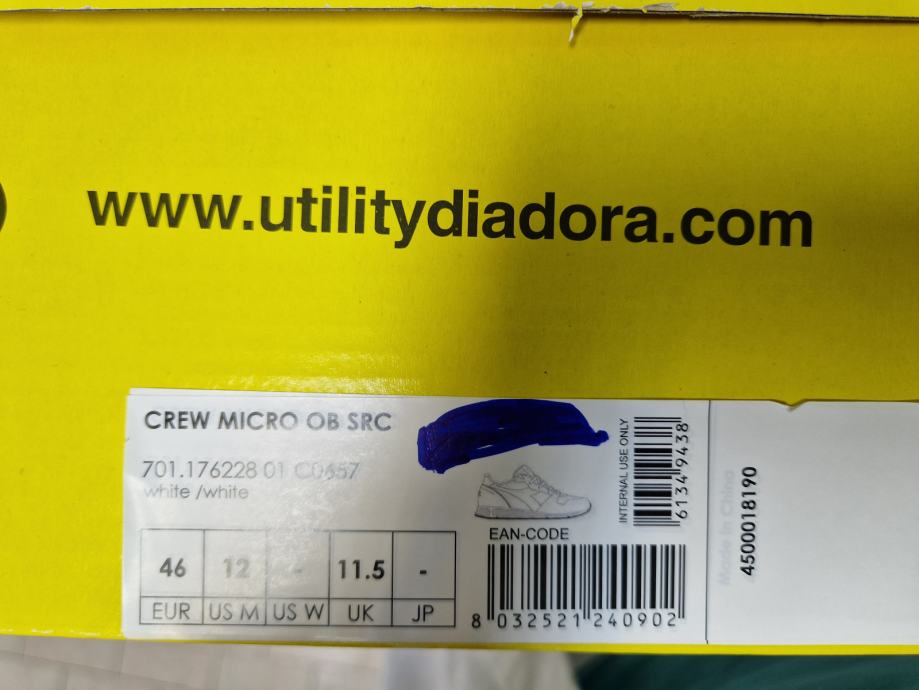 www.utilitydiadora.com
CREW MICRO OB SRC
701.176228 01 C0657
white /white
46 12 - 11.5 -
EUR US M US W UK JP
EAN-CODE
8 032521 240902
INTERNAL USE ONLY
61349438
Made in China
4500018190